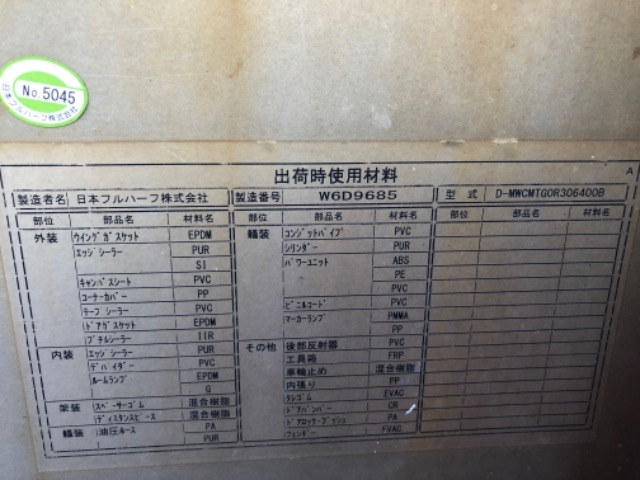 No.5045
日本フルハーフ株式会社
出荷時使用材料
A
製造者名 日本フルハーフ株式会社 製造番号 W6D9685 型式 D-MWCMTGOR306400B
部位 部品名 材料名 部位 部品名 材料名 部位 部品名 材料名
外装 ウイングガスケット EPDM 艤装 コンジットパイプ PVC
エッジシーラー PUR シリンダー PUR
SI パワーユニット ABS
キャンバスシート PVC PE
コーナーカバー PP PVC
テープシーラー PVC ビニルコード PMMA
ドアガスケット EPDM マーカーランプ PP
ブチルシーラー IIR その他 後部反射器 PVC
内装 エッジシーラー PUR 工具箱 FRP
デバイダー PVC 車輪止め 混合樹脂
ルームランプ EPDM 内張り PP
G タレゴム EVAC
架装 スペーサーゴム 混合樹脂 ドアバンパー CR
ディスタンスピース 混合樹脂 ドアロック・ブッシュ PA
艤装 油圧ホース PA フェンダー EVAC
PUR